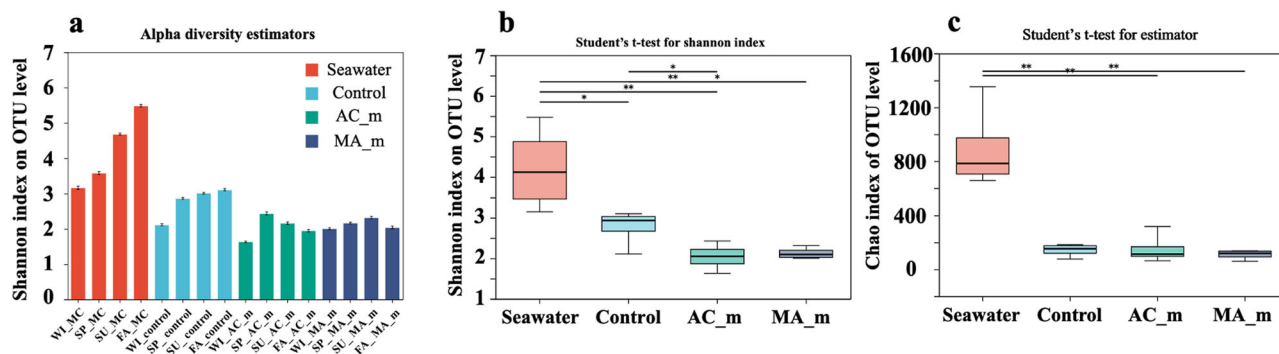 a
Alpha diversity estimators
Shannon index on OTU level
7
6
5
4
3
2
1
0
Seawater
Control
AC_m
MA_m
WI_MC
SP_MC
SU_MC
FA_MC
WI_control
SP_control
SU_control
FA_control
WI_AC_m
SP_AC_m
SU_AC_m
FA_AC_m
WI_MA_m
SP_MA_m
SU_MA_m
FA_MA_m
b
Student's t-test for shannon index
Shannon index on OTU level
7
6
5
4
3
2
1
*
** *
**
*
Seawater Control AC_m MA_m
c
Student's t-test for estimator
Chao index of OTU level
1600
1200
800
400
0
** **
**
Seawater Control AC_m MA_m